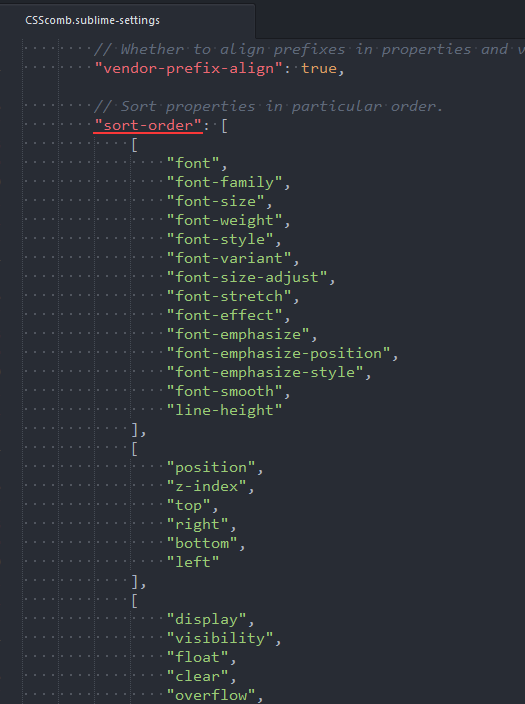 CSScomb.sublime-settings
// Whether to align prefixes in properties and v
"vendor-prefix-align": true,
// Sort properties in particular order.
"sort-order": [
[
"font",
"font-family",
"font-size",
"font-weight",
"font-style",
"font-variant",
"font-size-adjust",
"font-stretch",
"font-effect",
"font-emphasize",
"font-emphasize-position",
"font-emphasize-style",
"font-smooth",
"line-height"
],
[
"position",
"z-index",
"top",
"right",
"bottom",
"left"
],
[
"display",
"visibility",
"float",
"clear",
"overflow",